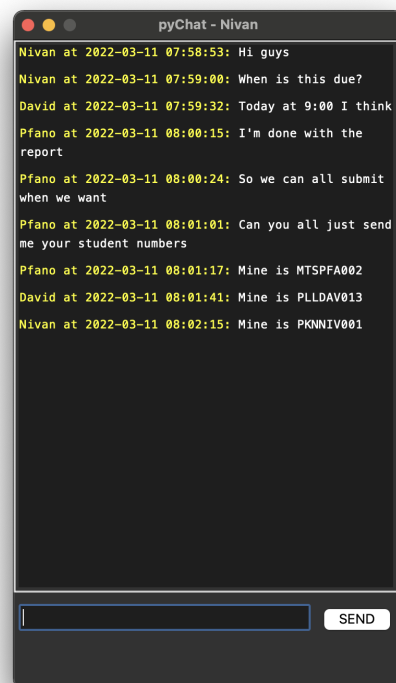 pyChat - Nivan
Nivan at 2022-03-11 07:58:53: Hi guys
Nivan at 2022-03-11 07:59:00: When is this due?
David at 2022-03-11 07:59:32: Today at 9:00 I think
Pfano at 2022-03-11 08:00:15: I'm done with the
report
Pfano at 2022-03-11 08:00:24: So we can all submit
when we want
Pfano at 2022-03-11 08:01:01: Can you all just send
me your student numbers
Pfano at 2022-03-11 08:01:17: Mine is MTSPFA002
David at 2022-03-11 08:01:41: Mine is PLLDAV013
Nivan at 2022-03-11 08:02:15: Mine is PKNNIV001
SEND